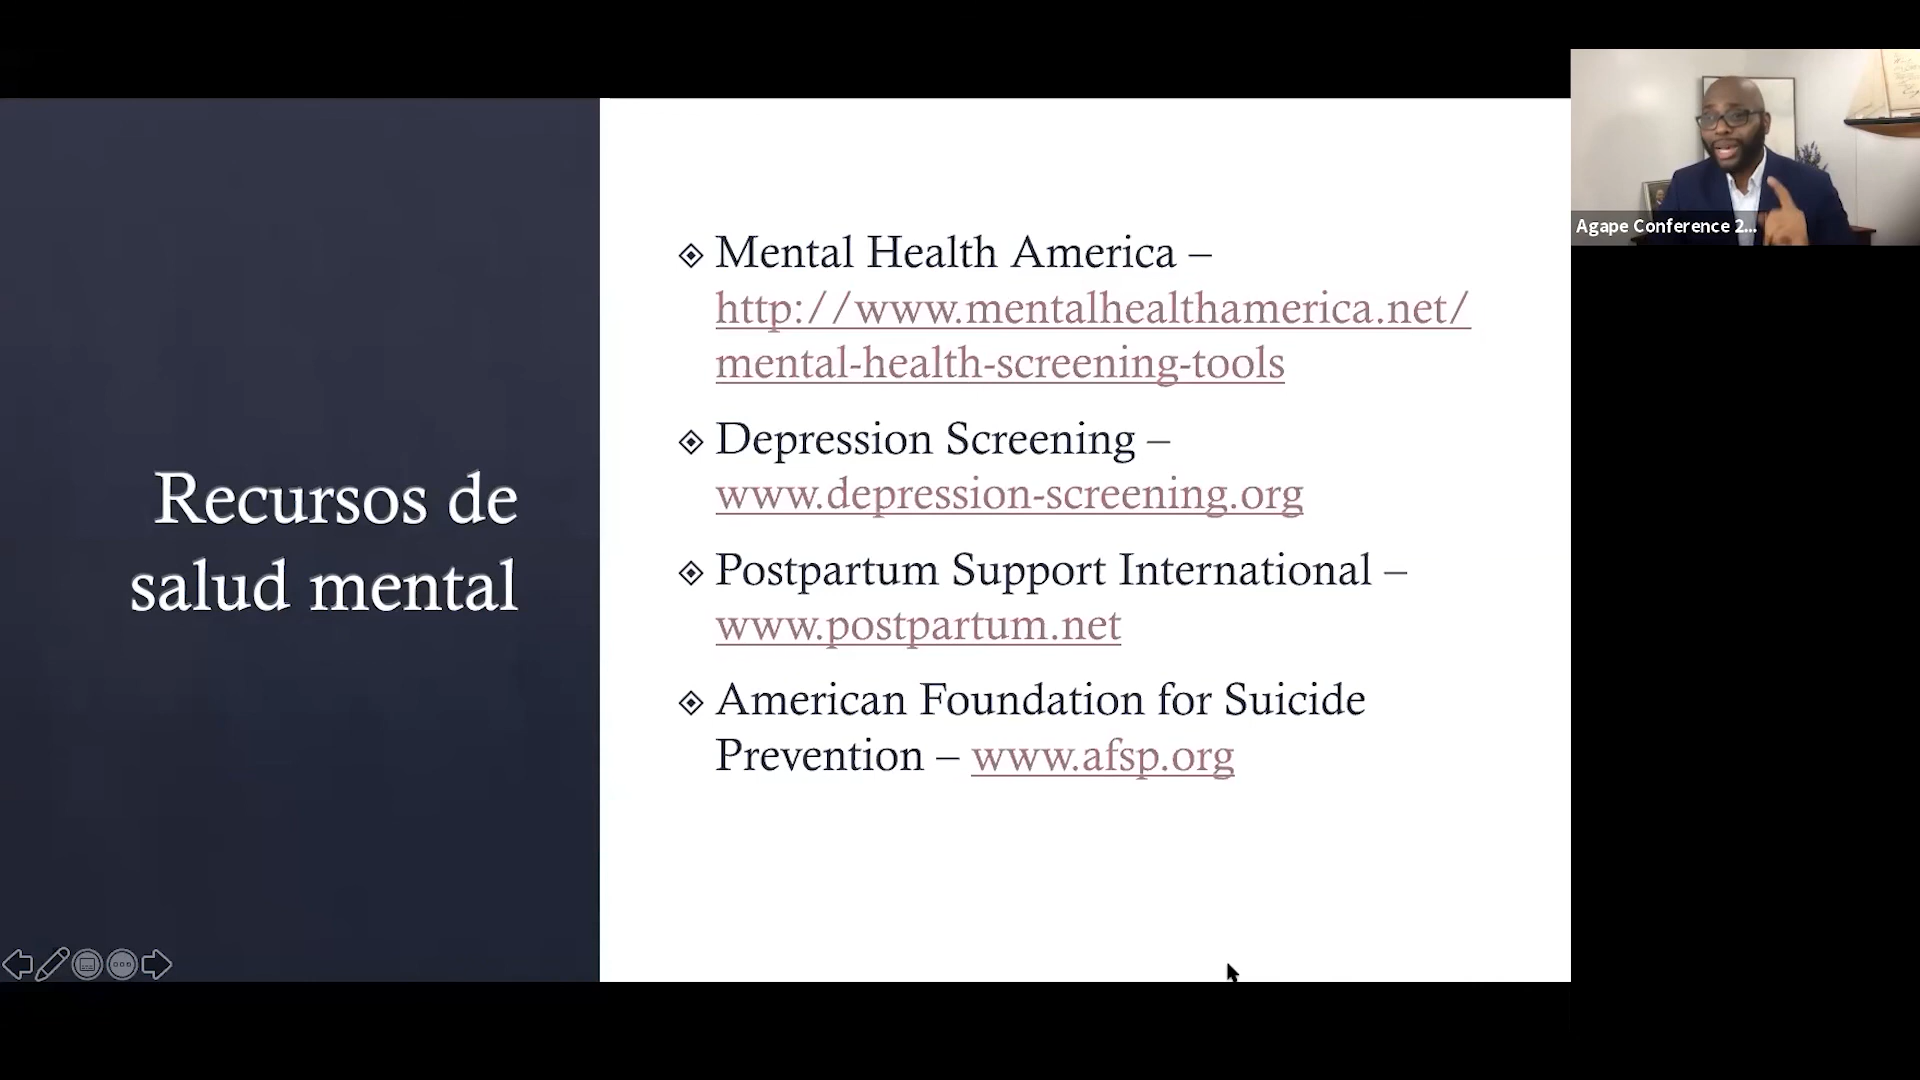 Recursos de
salud mental
Mental Health America –
http://www.mentalhealthamerica.net/
mental-health-screening-tools
Depression Screening –
www.depression-screening.org
Postpartum Support International –
www.postpartum.net
American Foundation for Suicide
Prevention – www.afsp.org
Agape Conference 2...